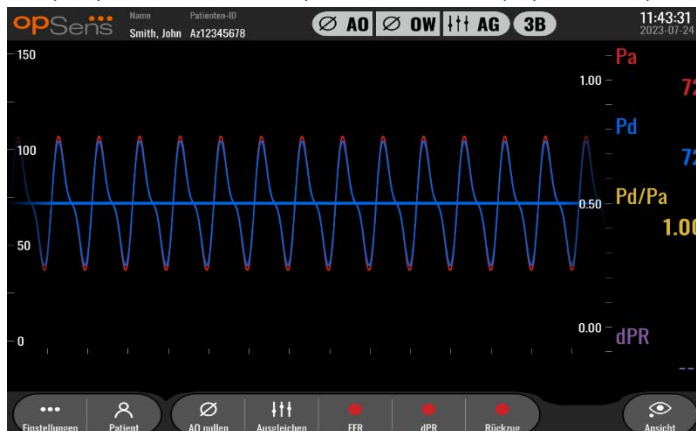 opSens
Name Patienten-ID
Smith, John Az12345678
AO OW AG 3B
11:43:31
2023-07-24
150
100
50
0
1.00
0.50
0.00
Pa
72
Pd
72
Pd/Pa
1.00
dPR
--
Einstellungen Patient AO nullen Ausgleichen FFR dPR Rückzug Ansicht